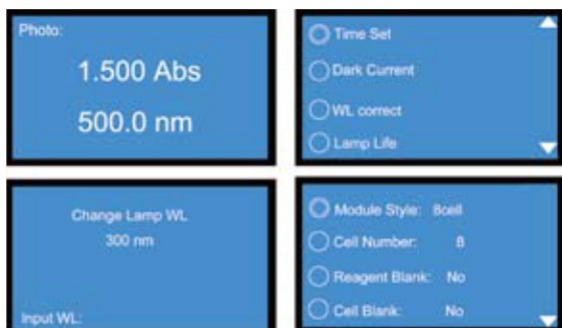 Photo:
1.500 Abs
500.0 nm
Time Set
Dark Current
WL correct
Lamp Life
Change Lamp WL
300 nm
Input WL:
Module Style: 8cell
Cell Number: 8
Reagent Blank: No
Cell Blank: No